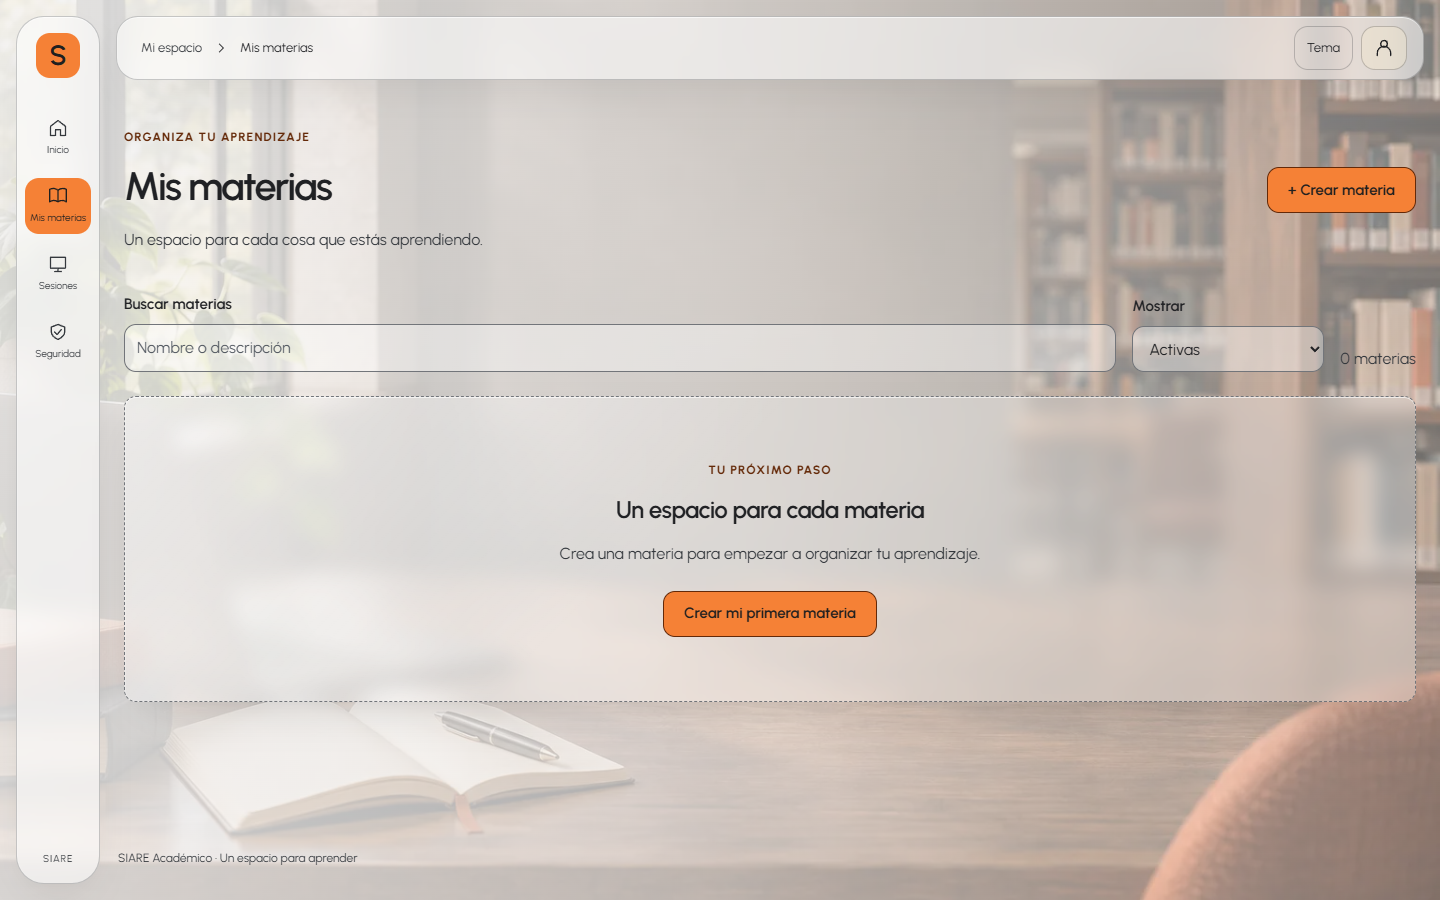 S
Mi espacio > Mis materias
Tema
Inicio
Mis materias
Sesiones
Seguridad
ORGANIZA TU APRENDIZAJE
Mis materias
+ Crear materia
Un espacio para cada cosa que estás aprendiendo.
Buscar materias
Nombre o descripción
Mostrar
Activas
0 materias
TU PRÓXIMO PASO
Un espacio para cada materia
Crea una materia para empezar a organizar tu aprendizaje.
Crear mi primera materia
SIARE
SIARE Académico · Un espacio para aprender